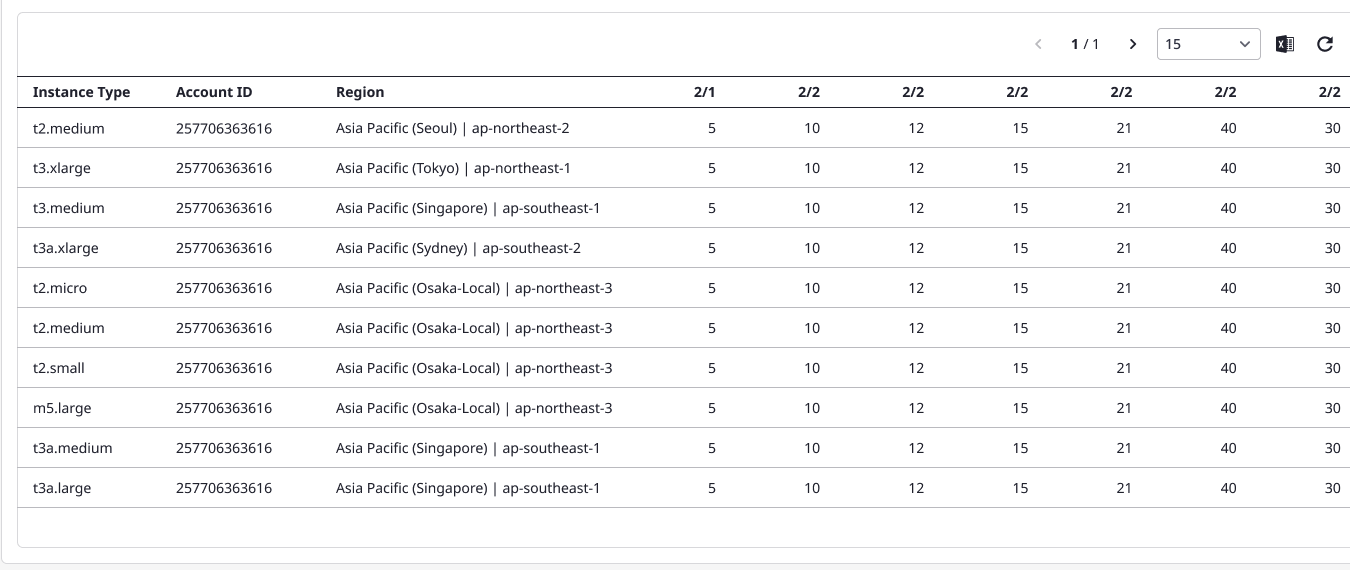 1 / 1 15
Instance Type Account ID Region 2/1 2/2 2/2 2/2 2/2 2/2 2/2
t2.medium 257706363616 Asia Pacific (Seoul) | ap-northeast-2 5 10 12 15 21 40 30
t3.xlarge 257706363616 Asia Pacific (Tokyo) | ap-northeast-1 5 10 12 15 21 40 30
t3.medium 257706363616 Asia Pacific (Singapore) | ap-southeast-1 5 10 12 15 21 40 30
t3a.xlarge 257706363616 Asia Pacific (Sydney) | ap-southeast-2 5 10 12 15 21 40 30
t2.micro 257706363616 Asia Pacific (Osaka-Local) | ap-northeast-3 5 10 12 15 21 40 30
t2.medium 257706363616 Asia Pacific (Osaka-Local) | ap-northeast-3 5 10 12 15 21 40 30
t2.small 257706363616 Asia Pacific (Osaka-Local) | ap-northeast-3 5 10 12 15 21 40 30
m5.large 257706363616 Asia Pacific (Osaka-Local) | ap-northeast-3 5 10 12 15 21 40 30
t3a.medium 257706363616 Asia Pacific (Singapore) | ap-southeast-1 5 10 12 15 21 40 30
t3a.large 257706363616 Asia Pacific (Singapore) | ap-southeast-1 5 10 12 15 21 40 30